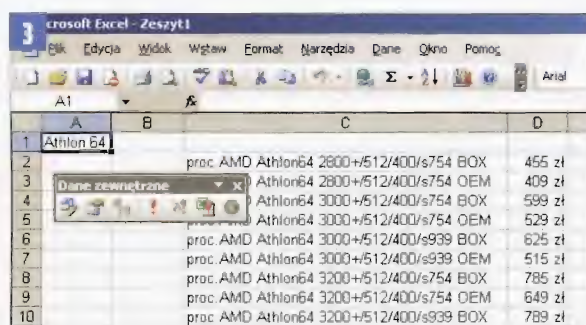 3
crosoft Excel - Zeszyt1
Plik Edycja Widok Wstaw Format Narzędzia Dane Okno Pomoc
Σ Arial
A1 fx
A B C D
1 Athlon 64
2 proc. AMD Athlon64 2800+/512/400/s754 BOX 455 zł
3 AMD Athlon64 2800+/512/400/s754 OEM 409 zł
Dane zewnętrzne
4 AMD Athlon64 3000+/512/400/s754 BOX 599 zł
5 proc. AMD Athlon64 3000+/512/400/s754 OEM 529 zł
6 proc. AMD Athlon64 3000+/512/400/s939 BOX 625 zł
7 proc. AMD Athlon64 3000+/512/400/s939 OEM 515 zł
8 proc. AMD Athlon64 3200+/512/400/s754 BOX 785 zł
9 proc. AMD Athlon64 3200+/512/400/s754 OEM 649 zł
10 proc. AMD Athlon64 3200+/512/400/s939 BOX 789 zł